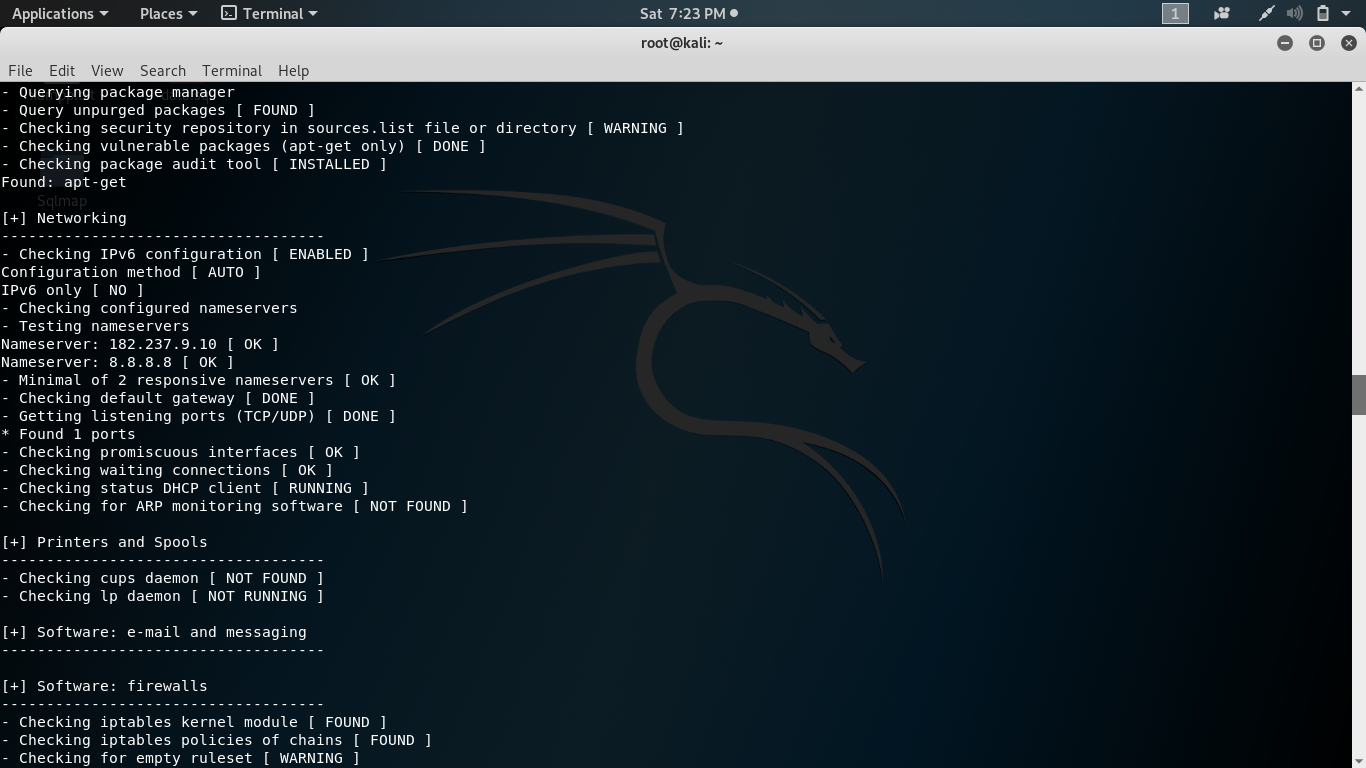 Applications Places Terminal Sat 7:23 PM 1
root@kali: ~
File Edit View Search Terminal Help
- Querying package manager
- Query unpurged packages [ FOUND ]
- Checking security repository in sources.list file or directory [ WARNING ]
- Checking vulnerable packages (apt-get only) [ DONE ]
- Checking package audit tool [ INSTALLED ]
Found: apt-get
Sqlmap
[+] Networking
------------------------------------
- Checking IPv6 configuration [ ENABLED ]
Configuration method [ AUTO ]
IPv6 only [ NO ]
- Checking configured nameservers
- Testing nameservers
Nameserver: 182.237.9.10 [ OK ]
Nameserver: 8.8.8.8 [ OK ]
- Minimal of 2 responsive nameservers [ OK ]
- Checking default gateway [ DONE ]
- Getting listening ports (TCP/UDP) [ DONE ]
* Found 1 ports
- Checking promiscuous interfaces [ OK ]
- Checking waiting connections [ OK ]
- Checking status DHCP client [ RUNNING ]
- Checking for ARP monitoring software [ NOT FOUND ]
[+] Printers and Spools
------------------------------------
- Checking cups daemon [ NOT FOUND ]
- Checking lp daemon [ NOT RUNNING ]
[+] Software: e-mail and messaging
------------------------------------
[+] Software: firewalls
------------------------------------
- Checking iptables kernel module [ FOUND ]
- Checking iptables policies of chains [ FOUND ]
- Checking for empty ruleset [ WARNING ]